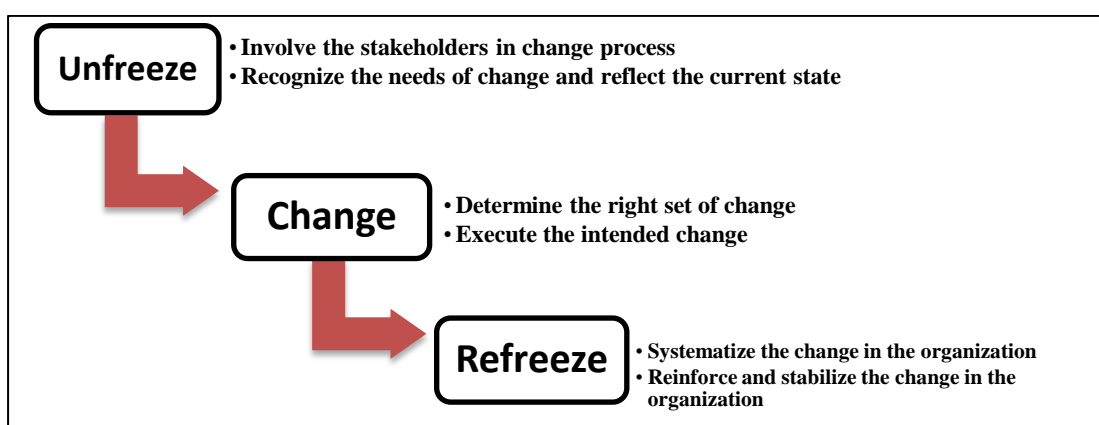 Unfreeze
• Involve the stakeholders in change process
• Recognize the needs of change and reflect the current state
Change
• Determine the right set of change
• Execute the intended change
Refreeze
• Systematize the change in the organization
• Reinforce and stabilize the change in the
organization